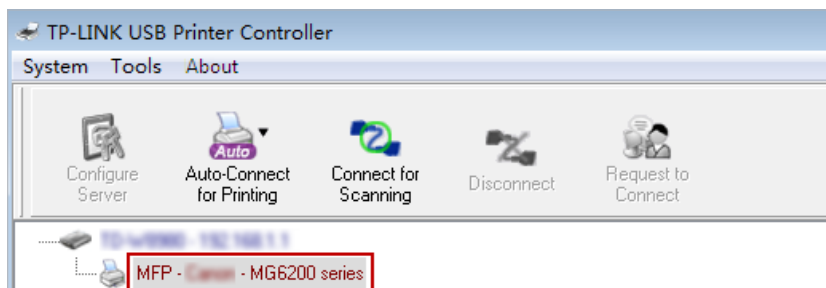 TP-LINK USB Printer Controller
System Tools About
Configure Server
Auto
Auto-Connect for Printing
Connect for Scanning
Disconnect
Request to Connect
MFP - - MG6200 series